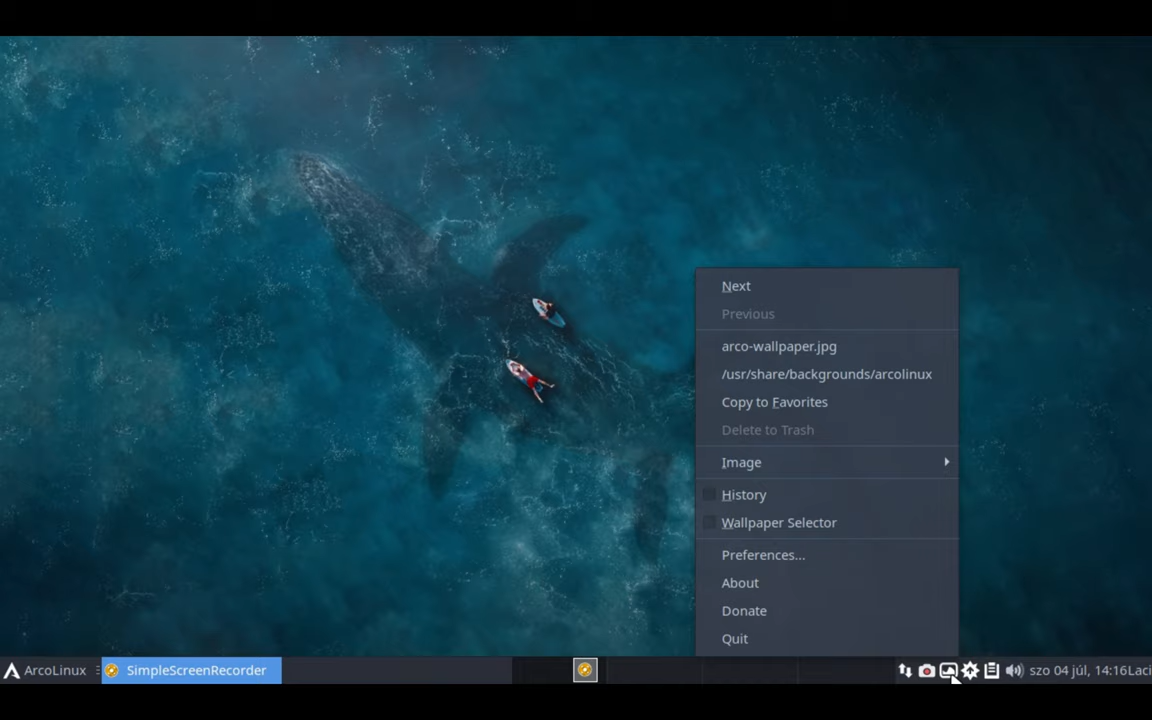 Next
Previous
arco-wallpaper.jpg
/usr/share/backgrounds/arcolinux
Copy to Favorites
Delete to Trash
Image
History
Wallpaper Selector
Preferences...
About
Donate
Quit
ArcoLinux SimpleScreenRecorder szo 04 júl, 14:16Laci